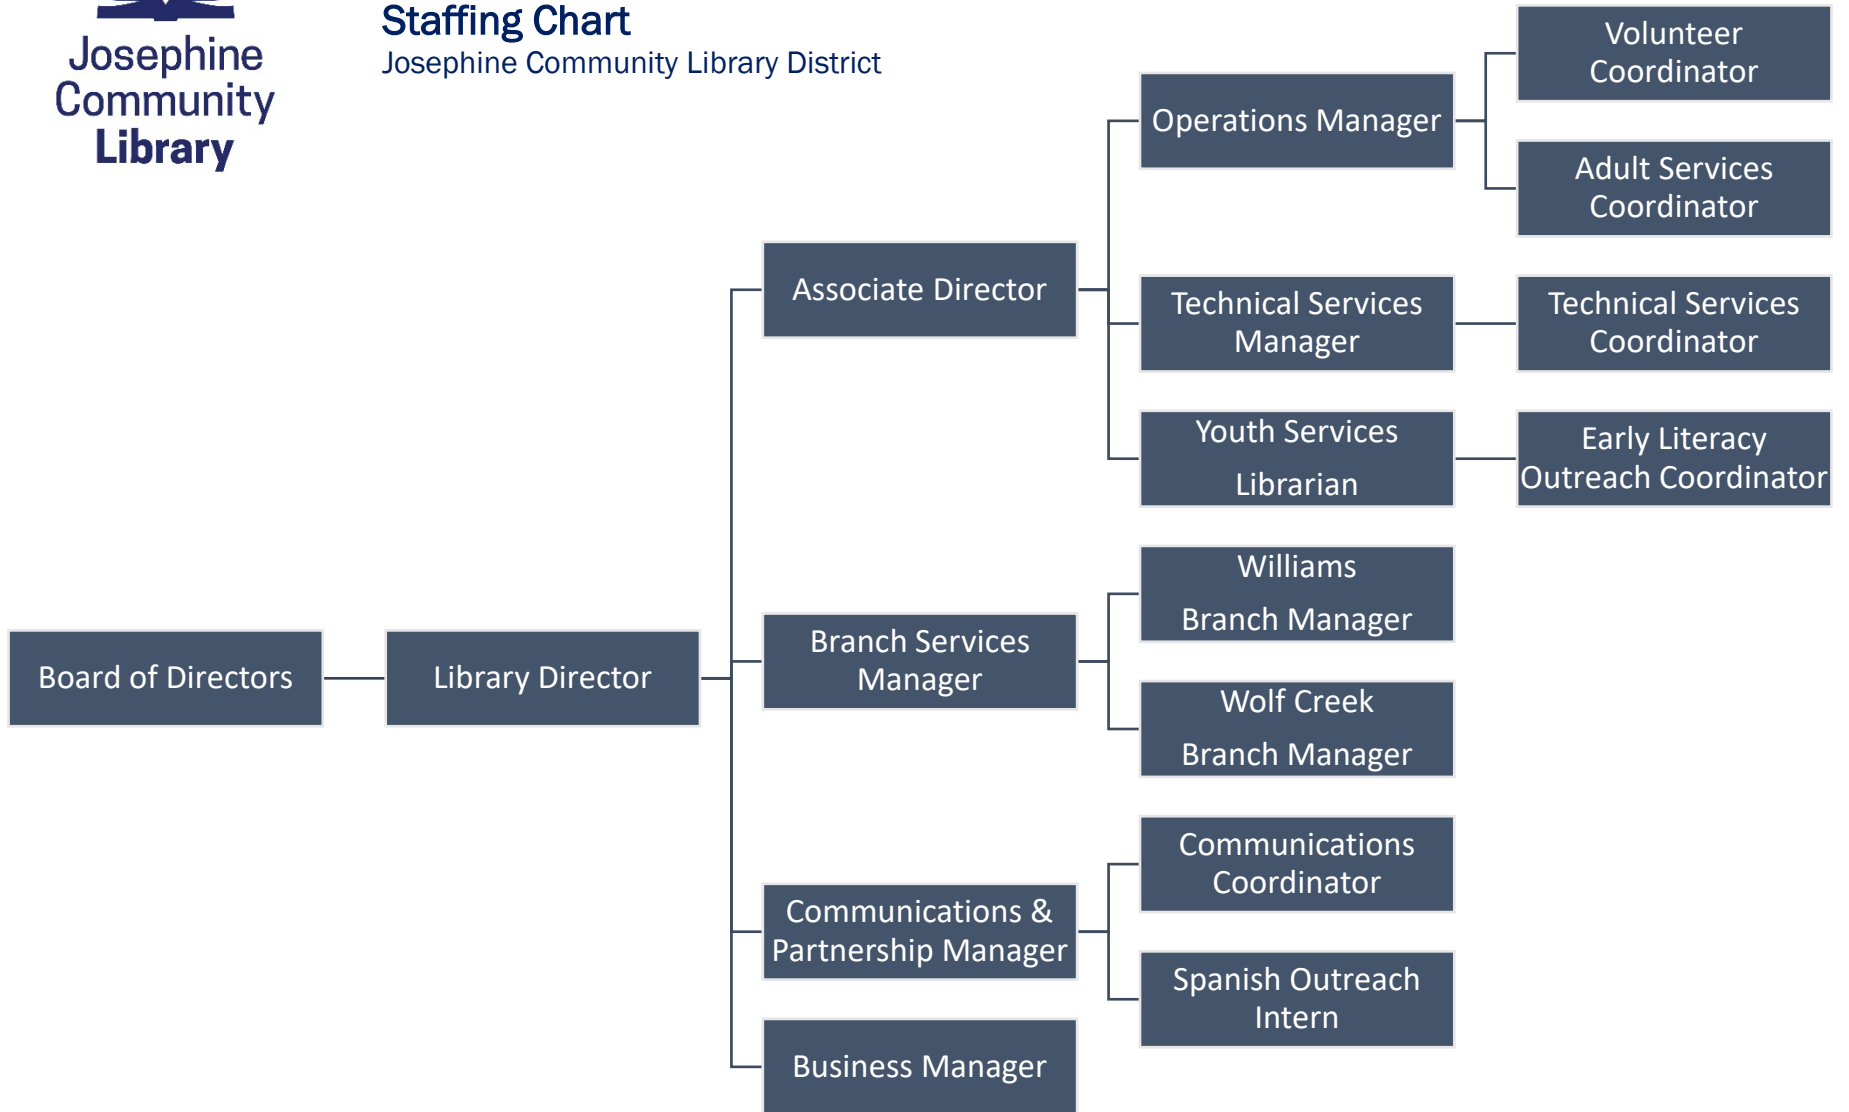 Josephine
Community
Library
Staffing Chart
Josephine Community Library District
Volunteer
Coordinator
Operations Manager
Adult Services
Coordinator
Associate Director
Technical Services
Manager
Technical Services
Coordinator
Youth Services
Librarian
Early Literacy
Outreach Coordinator
Williams
Branch Manager
Board of Directors
Library Director
Branch Services
Manager
Wolf Creek
Branch Manager
Communications &
Partnership Manager
Communications
Coordinator
Spanish Outreach
Intern
Business Manager